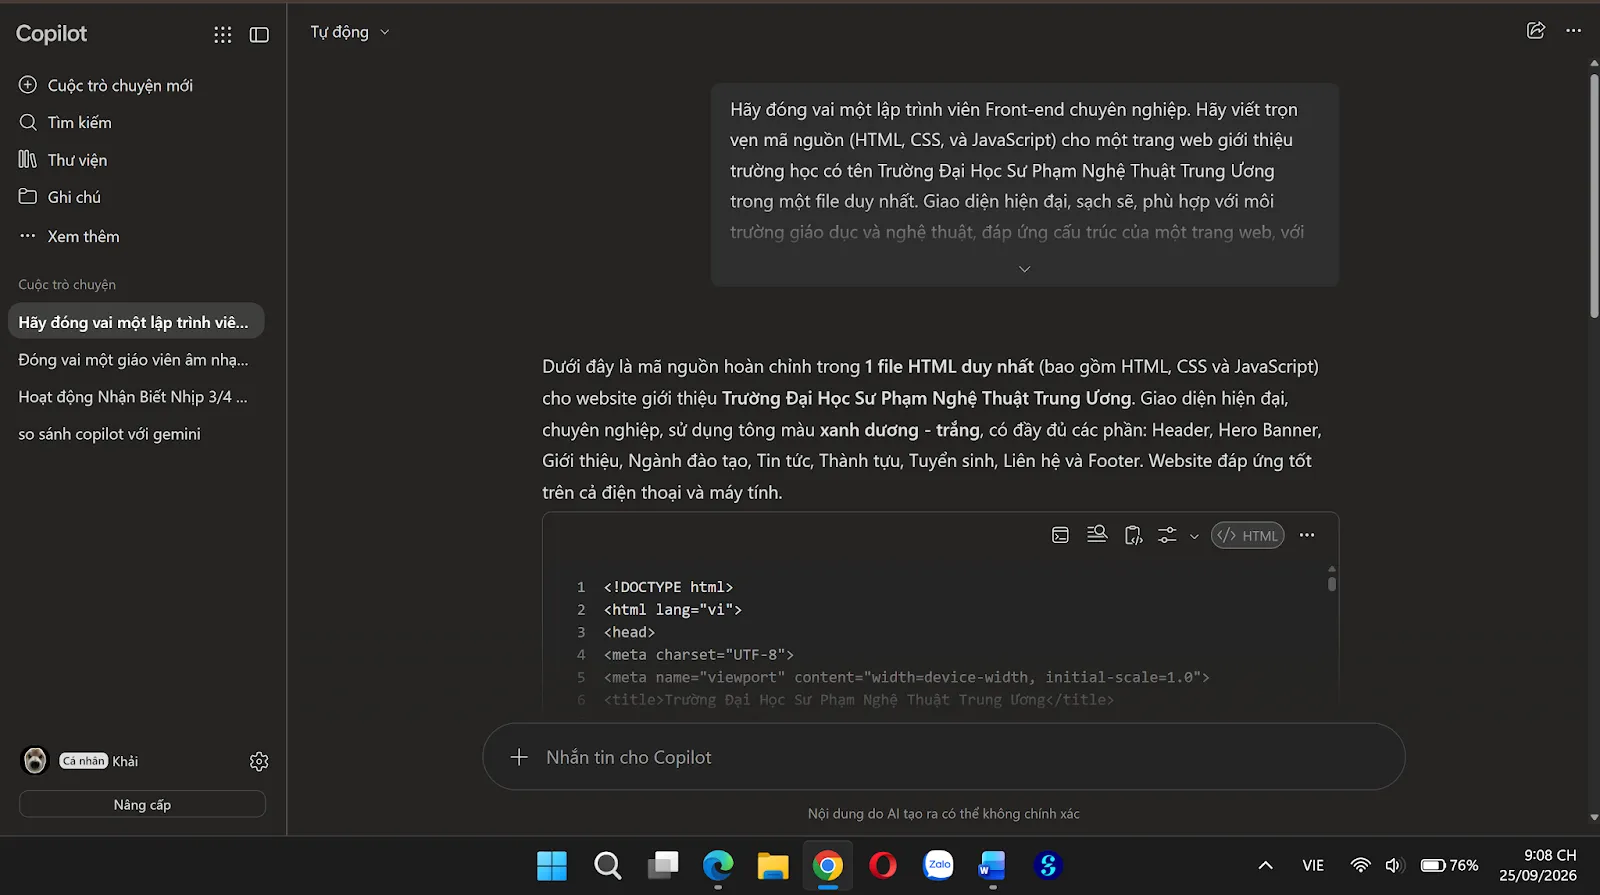 Copilot
Cuộc trò chuyện mới
Tìm kiếm
Thư viện
Ghi chú
Xem thêm
Cuộc trò chuyện
Hãy đóng vai một lập trình viê...
Đóng vai một giáo viên âm nhạ...
Hoạt động Nhận Biết Nhịp 3/4 ...
so sánh copilot với gemini
Cá nhân Khải
Nâng cấp
Tự động
Hãy đóng vai một lập trình viên Front-end chuyên nghiệp. Hãy viết trọn
vẹn mã nguồn (HTML, CSS, và JavaScript) cho một trang web giới thiệu
trường học có tên Trường Đại Học Sư Phạm Nghệ Thuật Trung Ương
trong một file duy nhất. Giao diện hiện đại, sạch sẽ, phù hợp với môi
trường giáo dục và nghệ thuật, đáp ứng cấu trúc của một trang web, với
Dưới đây là mã nguồn hoàn chỉnh trong 1 file HTML duy nhất (bao gồm HTML, CSS và JavaScript)
cho website giới thiệu Trường Đại Học Sư Phạm Nghệ Thuật Trung Ương. Giao diện hiện đại,
chuyên nghiệp, sử dụng tông màu xanh dương - trắng, có đầy đủ các phần: Header, Hero Banner,
Giới thiệu, Ngành đào tạo, Tin tức, Thành tựu, Tuyển sinh, Liên hệ và Footer. Website đáp ứng tốt
trên cả điện thoại và máy tính.
</> HTML
1 <!DOCTYPE html>
2 <html lang="vi">
3 <head>
4 <meta charset="UTF-8">
5 <meta name="viewport" content="width=device-width, initial-scale=1.0">
6 <title>Trường Đại Học Sư Phạm Nghệ Thuật Trung Ương</title>
Nhắn tin cho Copilot
Nội dung do AI tạo ra có thể không chính xác
Zalo
W
VIE
76%
9:08 CH
25/09/2026